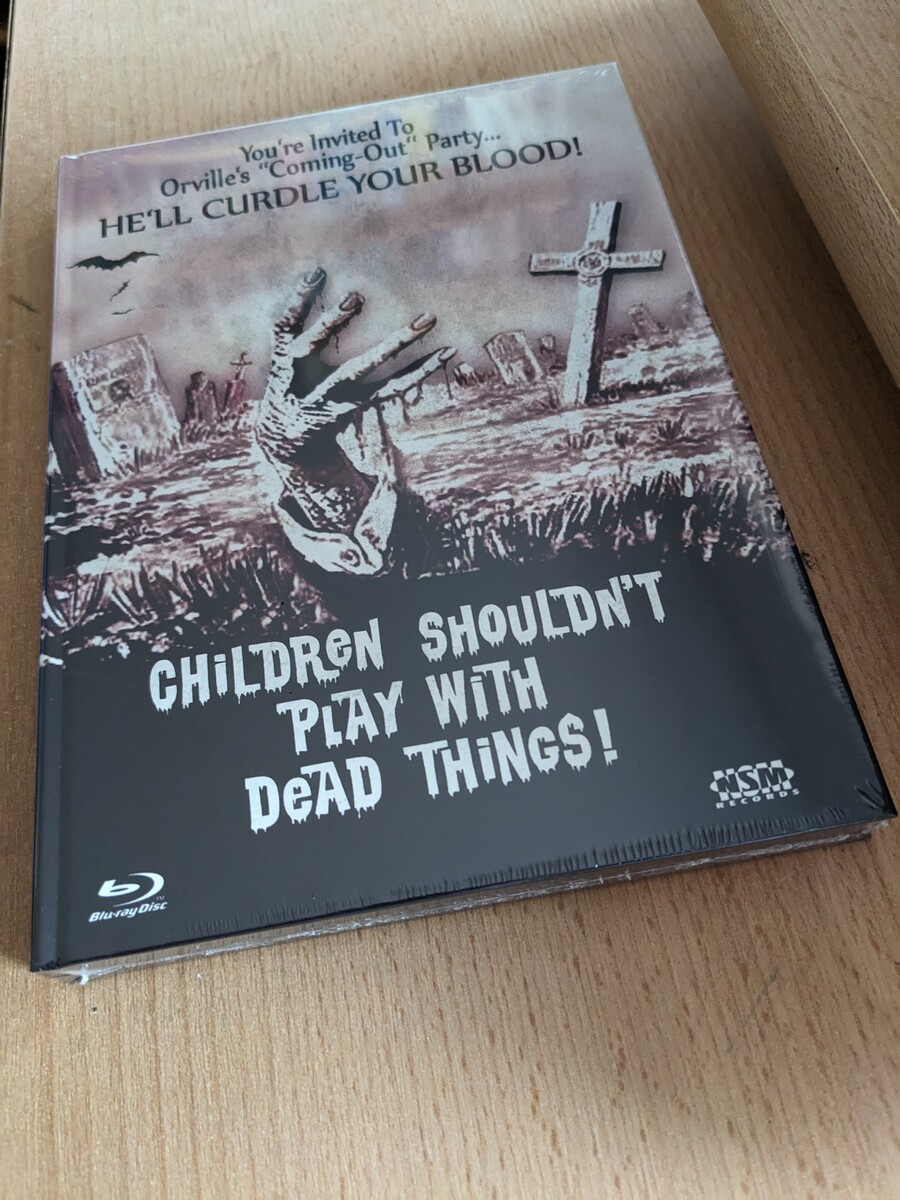 You're Invited To
Orville's "Coming-Out" Party...
HE'LL CURDLE YOUR BLOOD!
CHiLDReN SHOULDN'T
PLAY WiTH
DeAD THiNGS!
NSM
RECORDS
Blu-ray Disc
TM